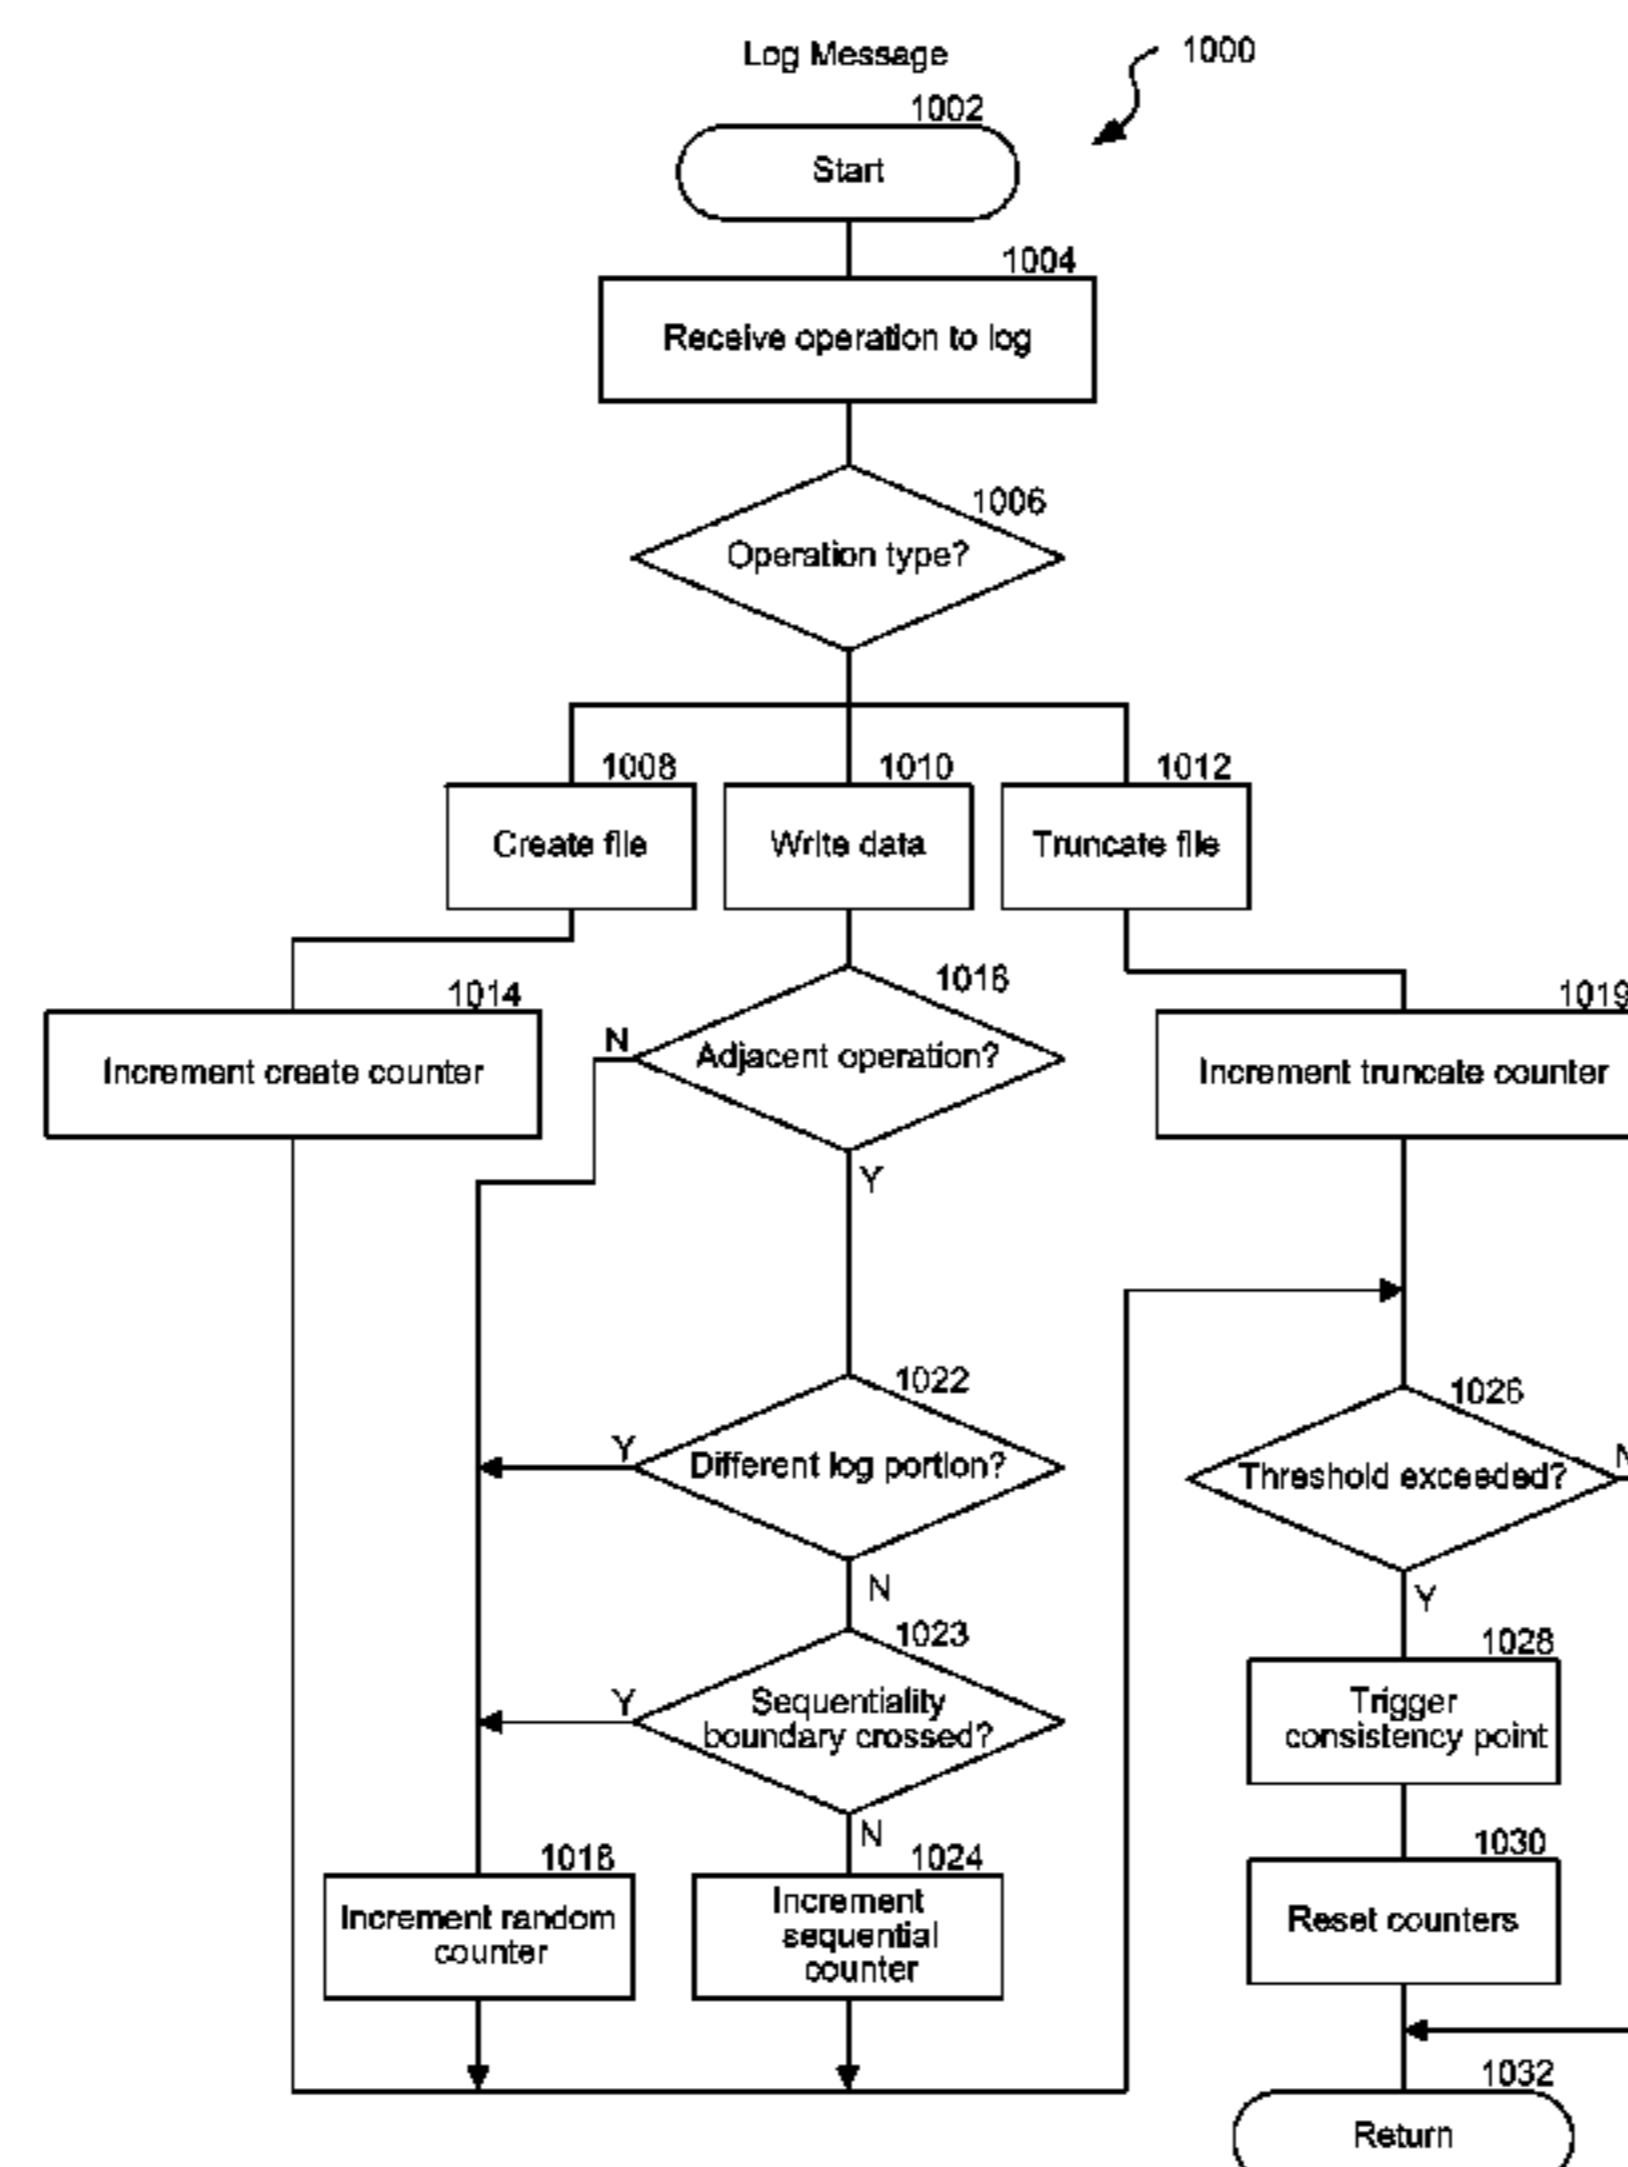 Log Message
1000
1002
Start
1004
Receive operation to log
1006
Operation type?
1008
1010
1012
Create file
Write data
Truncate file
1014
1016
1019
Increment create counter
N
Adjacent operation?
Increment truncate counter
Y
1022
1026
Y
Different log portion?
N
Threshold exceeded?
N
Y
1023
1028
Y
Sequentiality
boundary crossed?
Trigger
consistency point
N
1018
1024
1030
Increment random
counter
Increment
sequential
counter
Reset counters
1032
Return